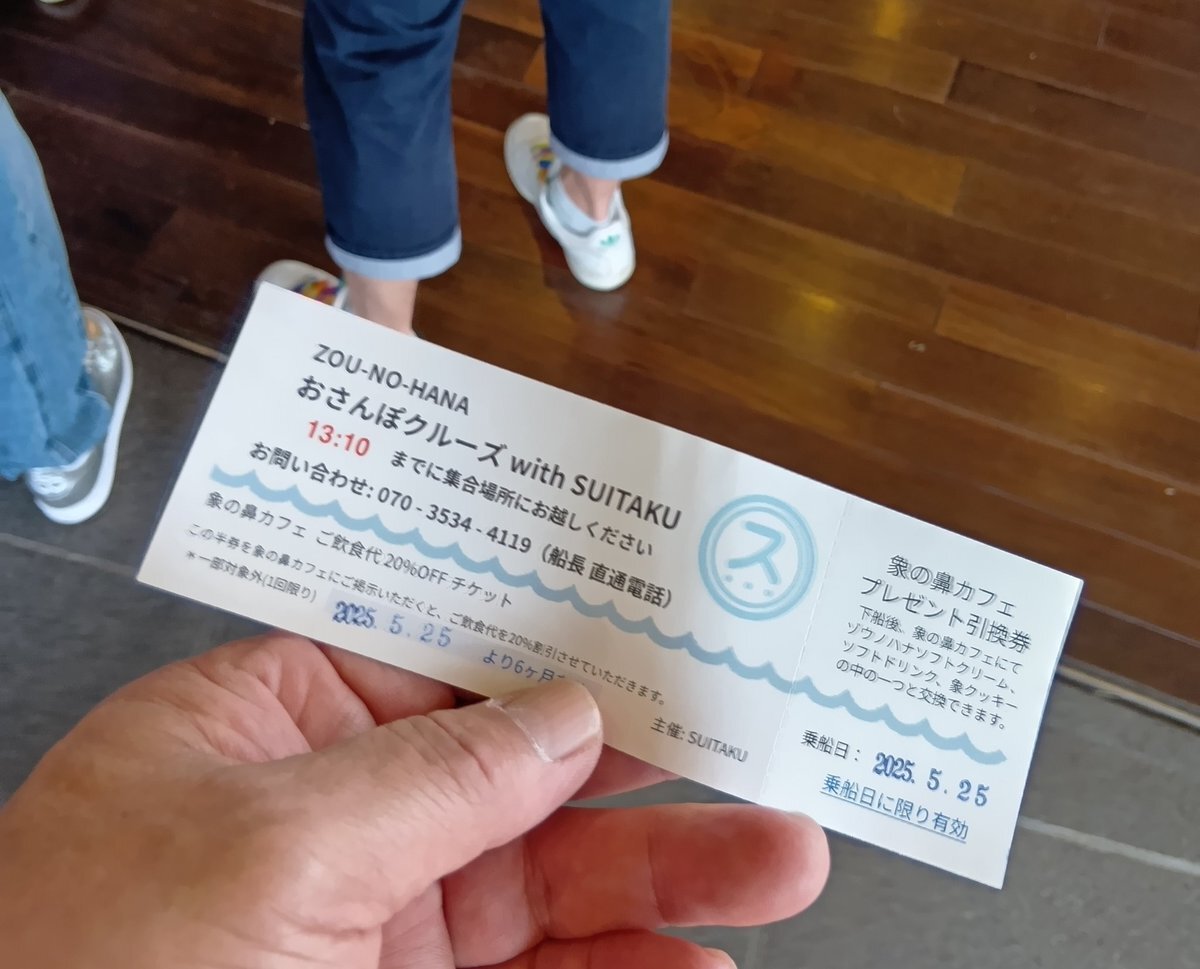 ZOU-NO-HANA
おさんぽクルーズ with SUITAKU
13:10 までに集合場所にお越しください
お問い合わせ: 070 - 3534 - 4119（船長 直通電話）
象の鼻カフェ ご飲食代20%OFF チケット
この半券を象の鼻カフェにご掲示いただくと、ご飲食代を20%割引させていただきます。
＊一部対象外(1回限り)
2025. 5. 25 より6ヶ月
主催: SUITAKU
ス
象の鼻カフェ
プレゼント引換券
下船後、象の鼻カフェにて
ゾウノハナソフトクリーム、
ソフトドリンク、象クッキー
の中の一つと交換できます。
乗船日： 2025. 5. 25
乗船日に限り有効